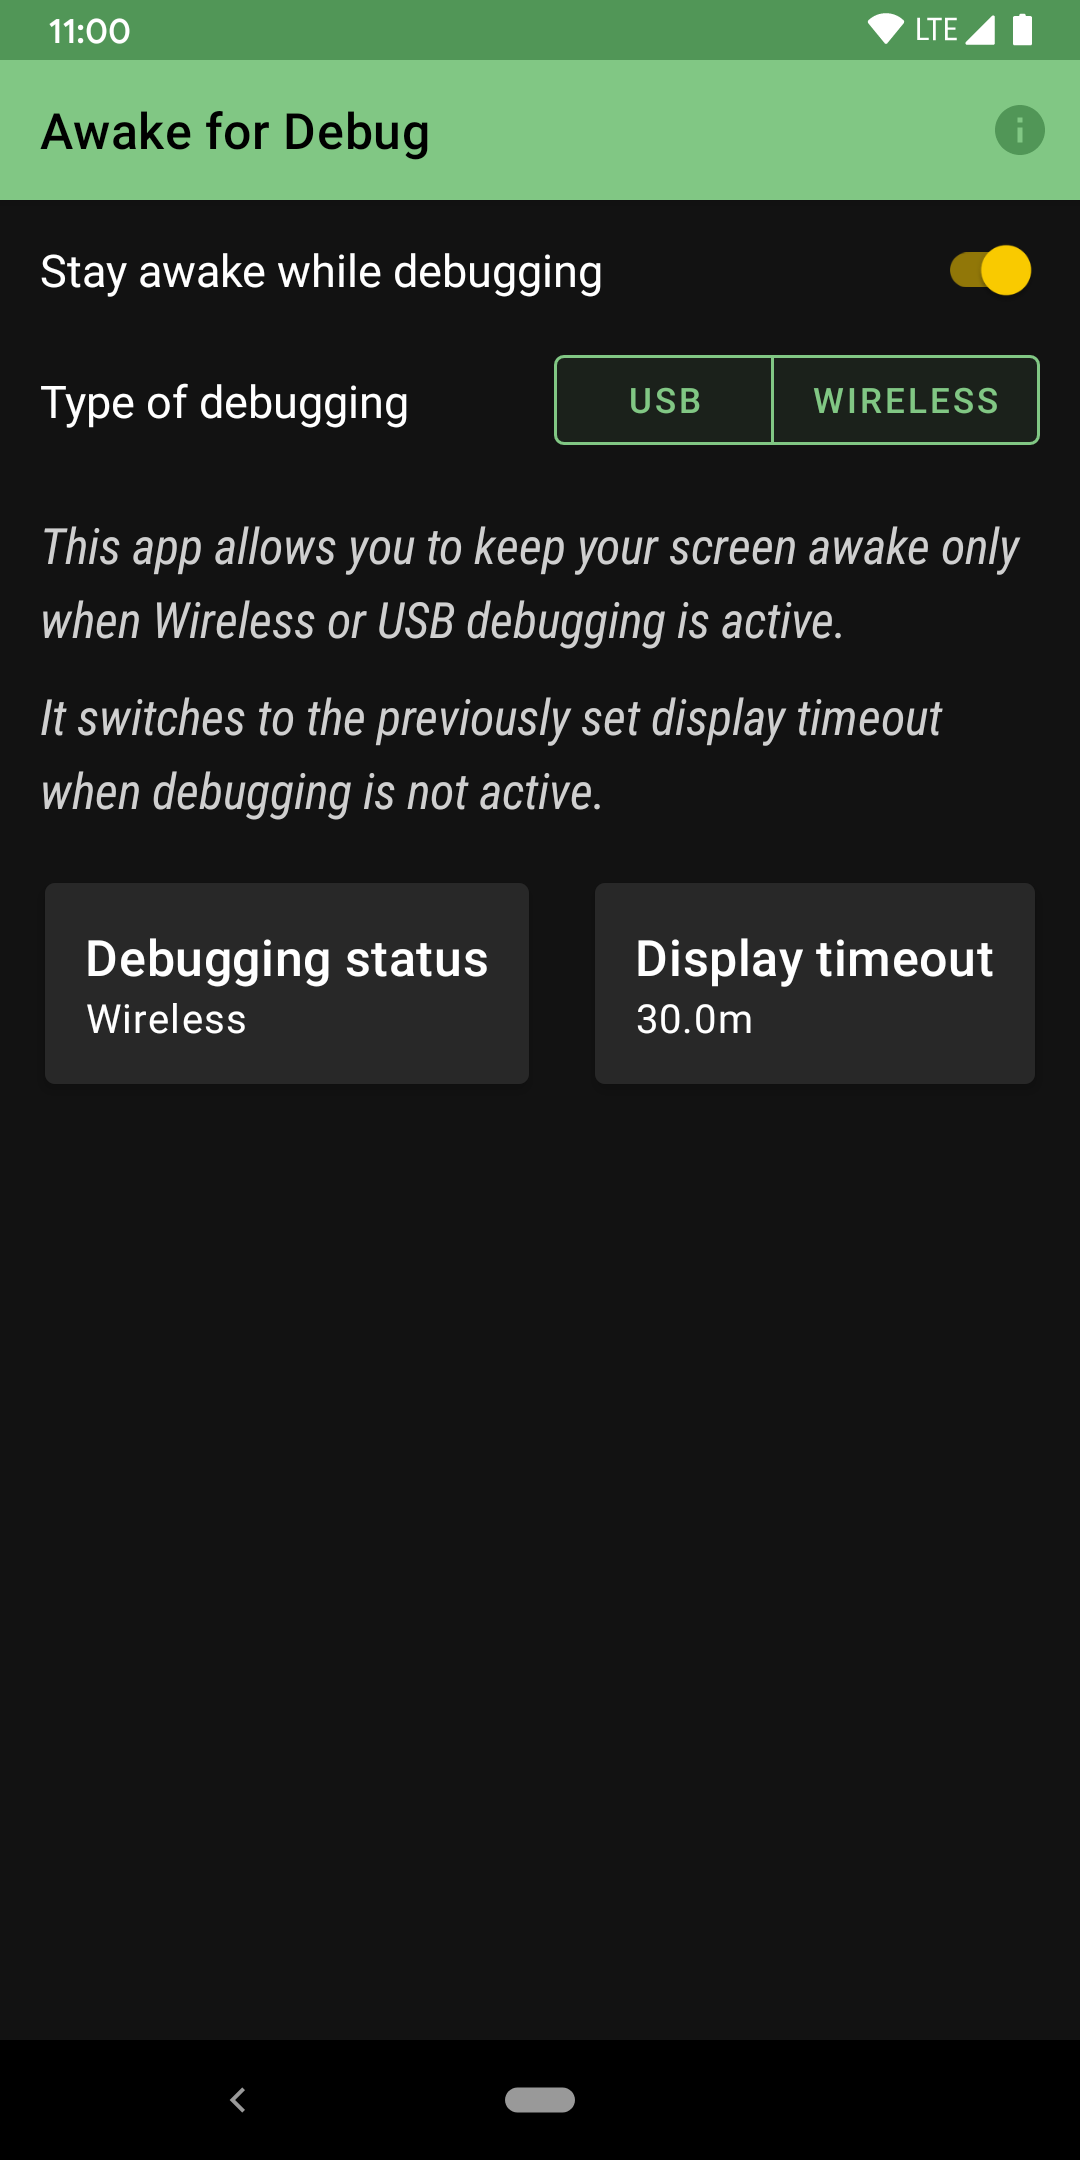 11:00
LTE
Awake for Debug
Stay awake while debugging
Type of debugging
USB
WIRELESS
This app allows you to keep your screen awake only
when Wireless or USB debugging is active.
It switches to the previously set display timeout
when debugging is not active.
Debugging status
Wireless
Display timeout
30.0m